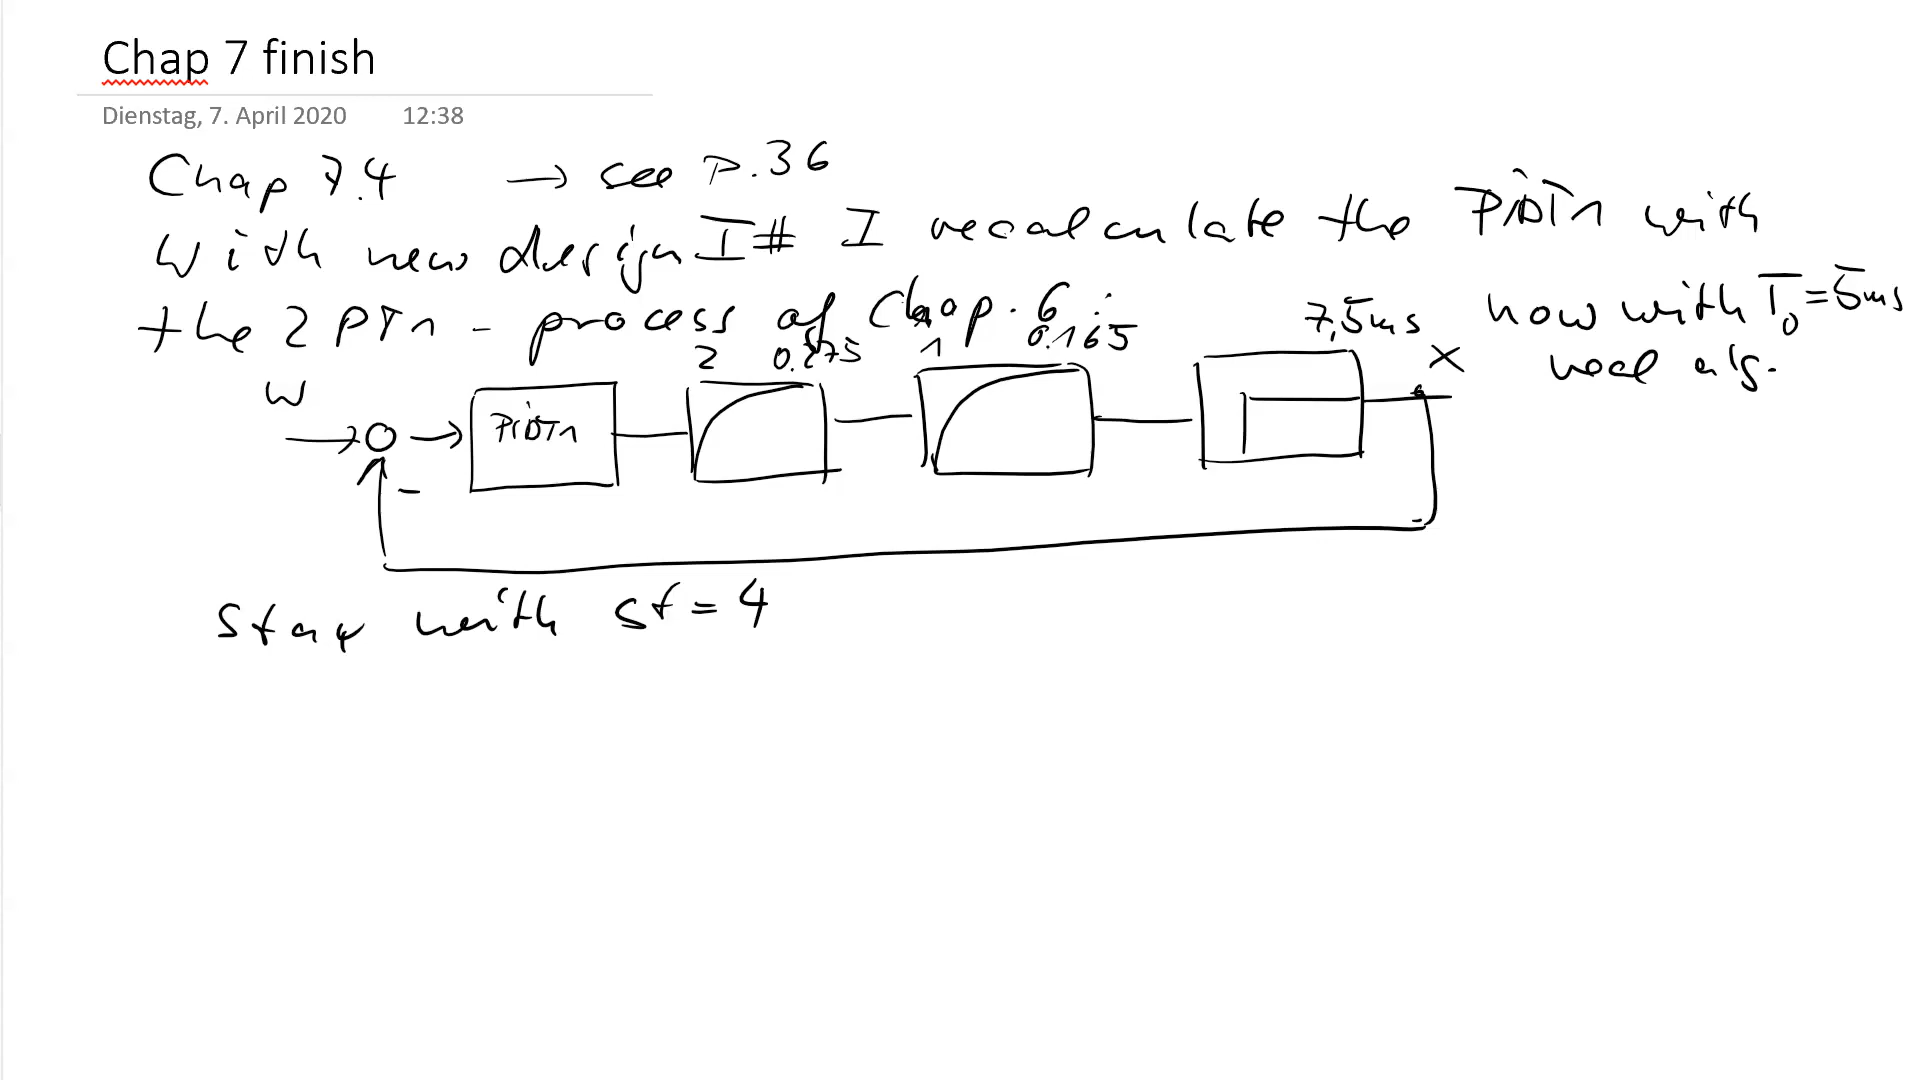 Chap 7 finish
Dienstag, 7. April 2020 12:38
Chap 7.4 → see p.36
With new design I# I recalculate the PIDT1 with
the 2 PT1 - process of Chap. 6 :
7,5ms now with T0 = 5ms
2 0.275 1 0.165
real alg.
w x
PIDT1
-
Stay with st = 4